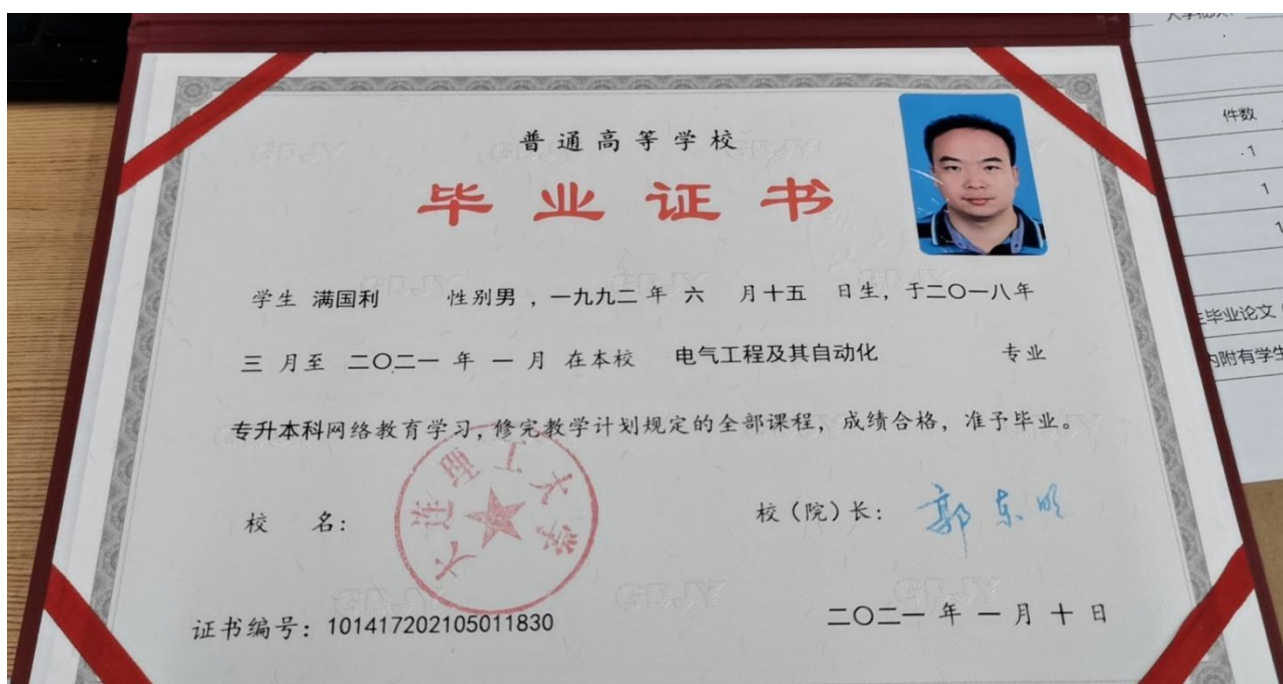 普通高等学校
毕业证书
学生 满国利 性别男，一九九二年 六 月十五 日生，于二〇一八年
三 月至 二〇二一 年 一 月 在本校 电气工程及其自动化 专业
专升本科网络教育学习，修完教学计划规定的全部课程，成绩合格，准予毕业。
校 名：
大连理工大学
校（院）长：郭东明
证书编号：101417202105011830
二〇二一 年 一 月 十 日
件数
1
1
1
毕业论文
内附有学生